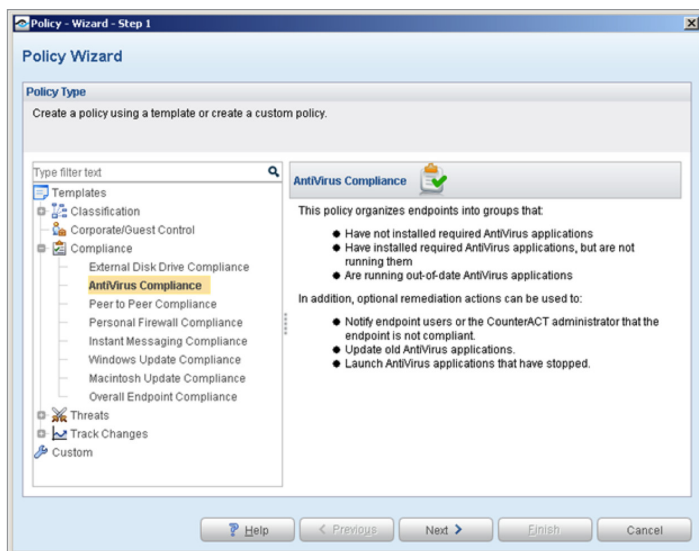 Policy - Wizard - Step 1
Policy Wizard
Policy Type
Create a policy using a template or create a custom policy.
Type filter text
Templates
Classification
Corporate/Guest Control
Compliance
External Disk Drive Compliance
AntiVirus Compliance
Peer to Peer Compliance
Personal Firewall Compliance
Instant Messaging Compliance
Windows Update Compliance
Macintosh Update Compliance
Overall Endpoint Compliance
Threats
Track Changes
Custom
AntiVirus Compliance
This policy organizes endpoints into groups that:
● Have not installed required AntiVirus applications
● Have installed required AntiVirus applications, but are not
running them
● Are running out-of-date AntiVirus applications
In addition, optional remediation actions can be used to:
● Notify endpoint users or the CounterACT administrator that the
endpoint is not compliant.
● Update old AntiVirus applications.
● Launch AntiVirus applications that have stopped.
? Help
< Previous
Next >
Finish
Cancel